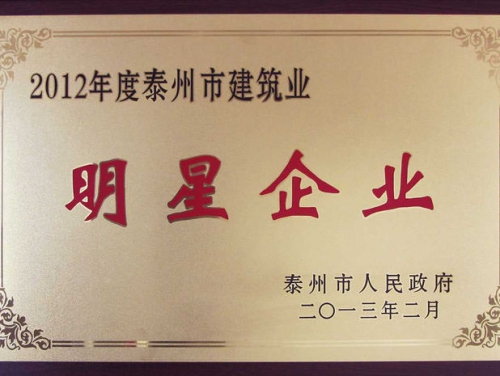 2012年度泰州市建筑业
明星企业
泰州市人民政府
二〇一三年二月